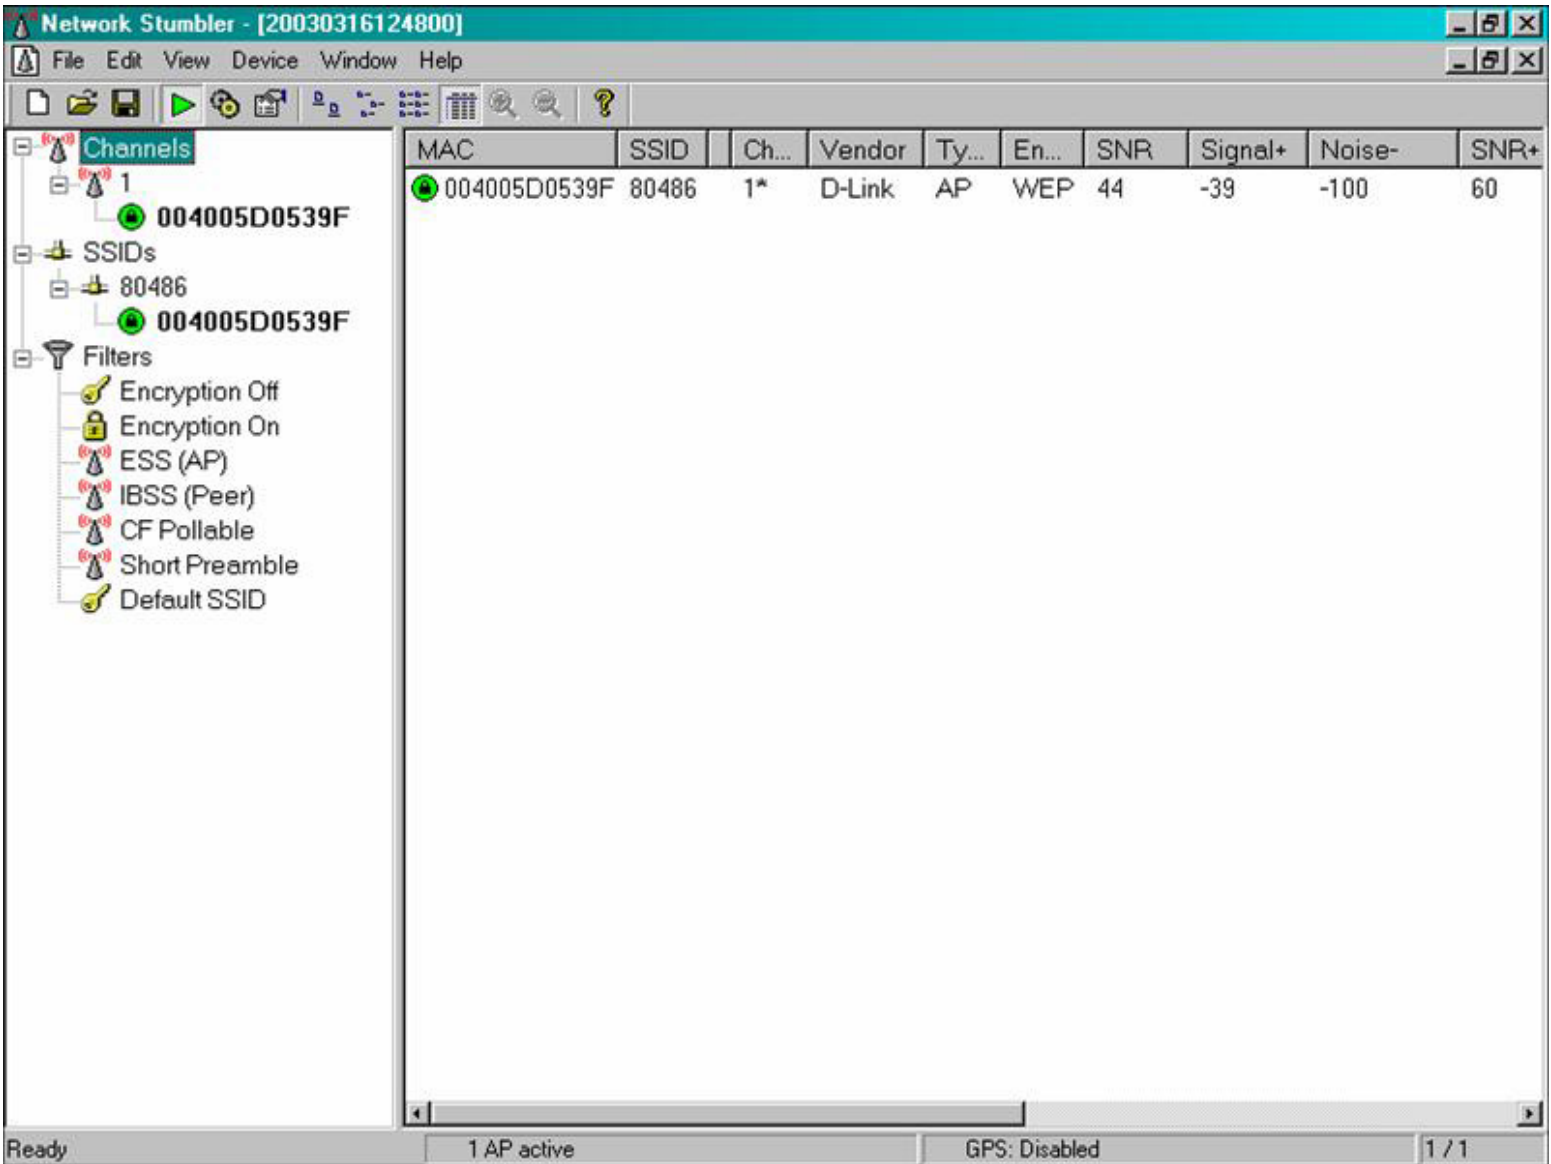 Network Stumbler - [20030316124800]
File Edit View Device Window Help
Channels
1
004005D0539F
SSIDs
80486
004005D0539F
Filters
Encryption Off
Encryption On
ESS (AP)
IBSS (Peer)
CF Pollable
Short Preamble
Default SSID
MAC SSID Ch... Vendor Ty... En... SNR Signal+ Noise- SNR+
004005D0539F 80486 1* D-Link AP WEP 44 -39 -100 60
Ready 1 AP active GPS: Disabled 1 / 1